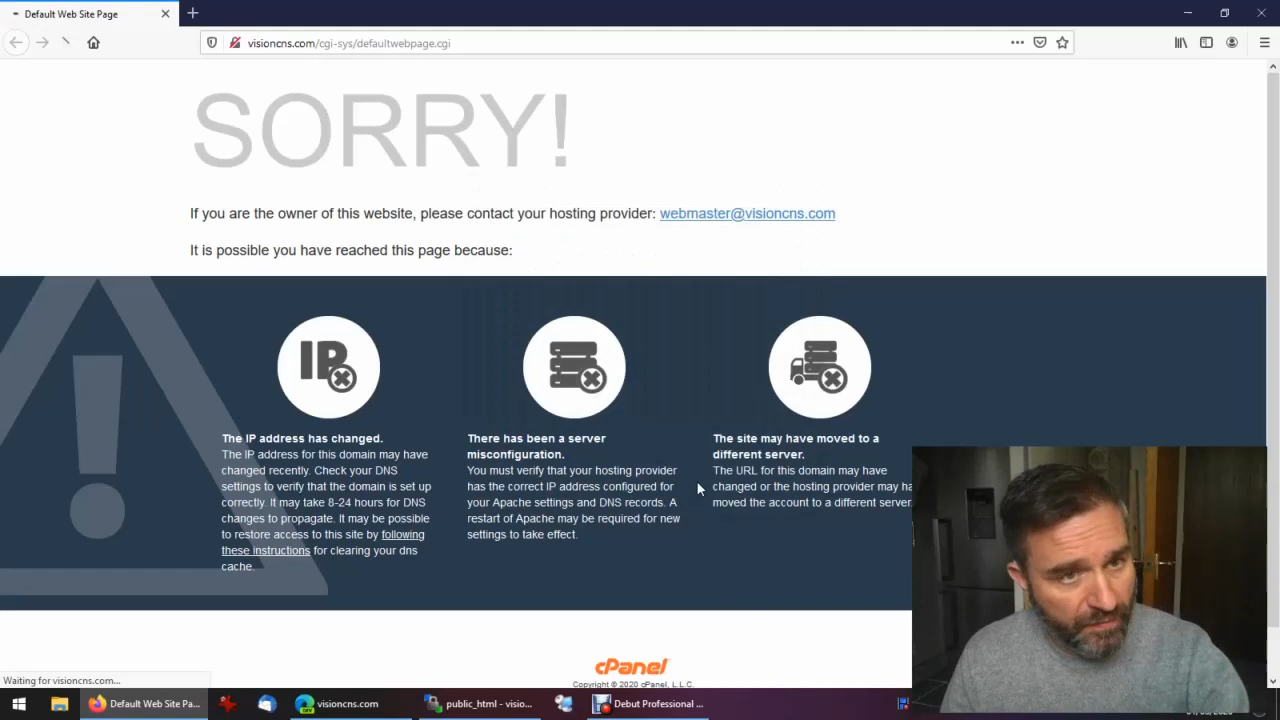 Default Web Site Page
visioncns.com/cgi-sys/defaultwebpage.cgi
SORRY!
If you are the owner of this website, please contact your hosting provider: webmaster@visioncns.com
It is possible you have reached this page because:
The IP address has changed.
The IP address for this domain may have
changed recently. Check your DNS
settings to verify that the domain is set up
correctly. It may take 8-24 hours for DNS
changes to propagate. It may be possible
to restore access to this site by following
these instructions for clearing your dns
cache.
There has been a server
misconfiguration.
You must verify that your hosting provider
has the correct IP address configured for
your Apache settings and DNS records. A
restart of Apache may be required for new
settings to take effect.
The site may have moved to a
different server.
The URL for this domain may have
changed or the hosting provider may ha
moved the account to a different server.
cPanel
Copyright © 2020 cPanel, L.L.C.
Waiting for visioncns.com...
Default Web Site Pa...
visioncns.com
public_html - visio...
Debut Professional ...